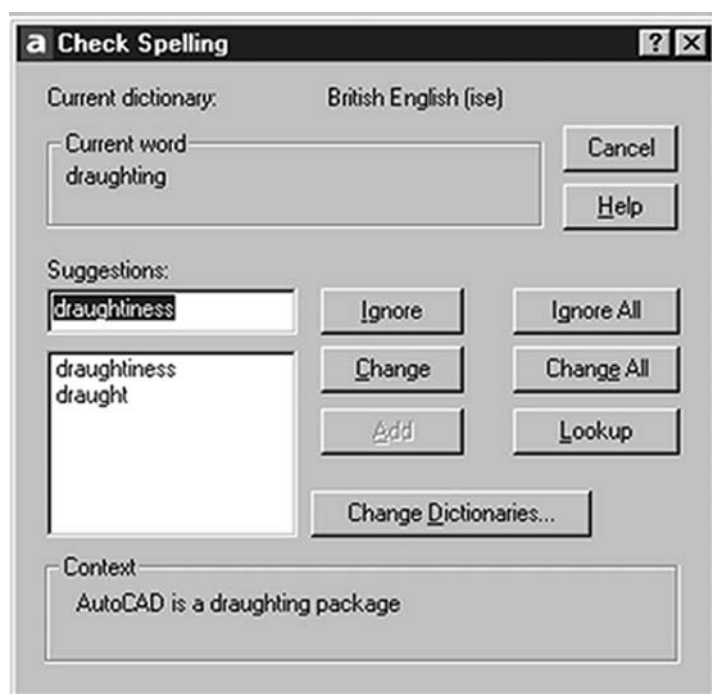 a Check Spelling ? X
Current dictionary: British English (ise)
Current word
draughting
Cancel
Help
Suggestions:
draughtiness
Ignore
Ignore All
draughtiness
draught
Change
Change All
Add
Lookup
Change Dictionaries...
Context
AutoCAD is a draughting package